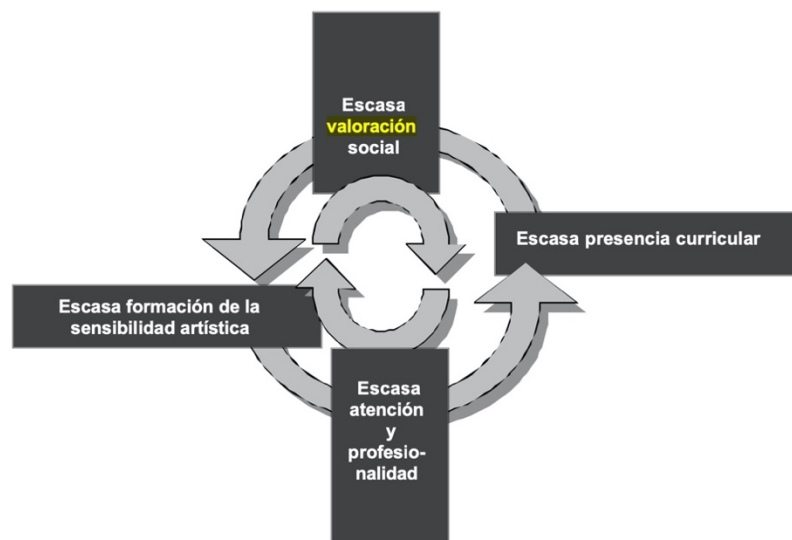 Escasa
valoración
social
Escasa presencia curricular
Escasa formación de la
sensibilidad artística
Escasa
atención
y
profesio-
nalidad